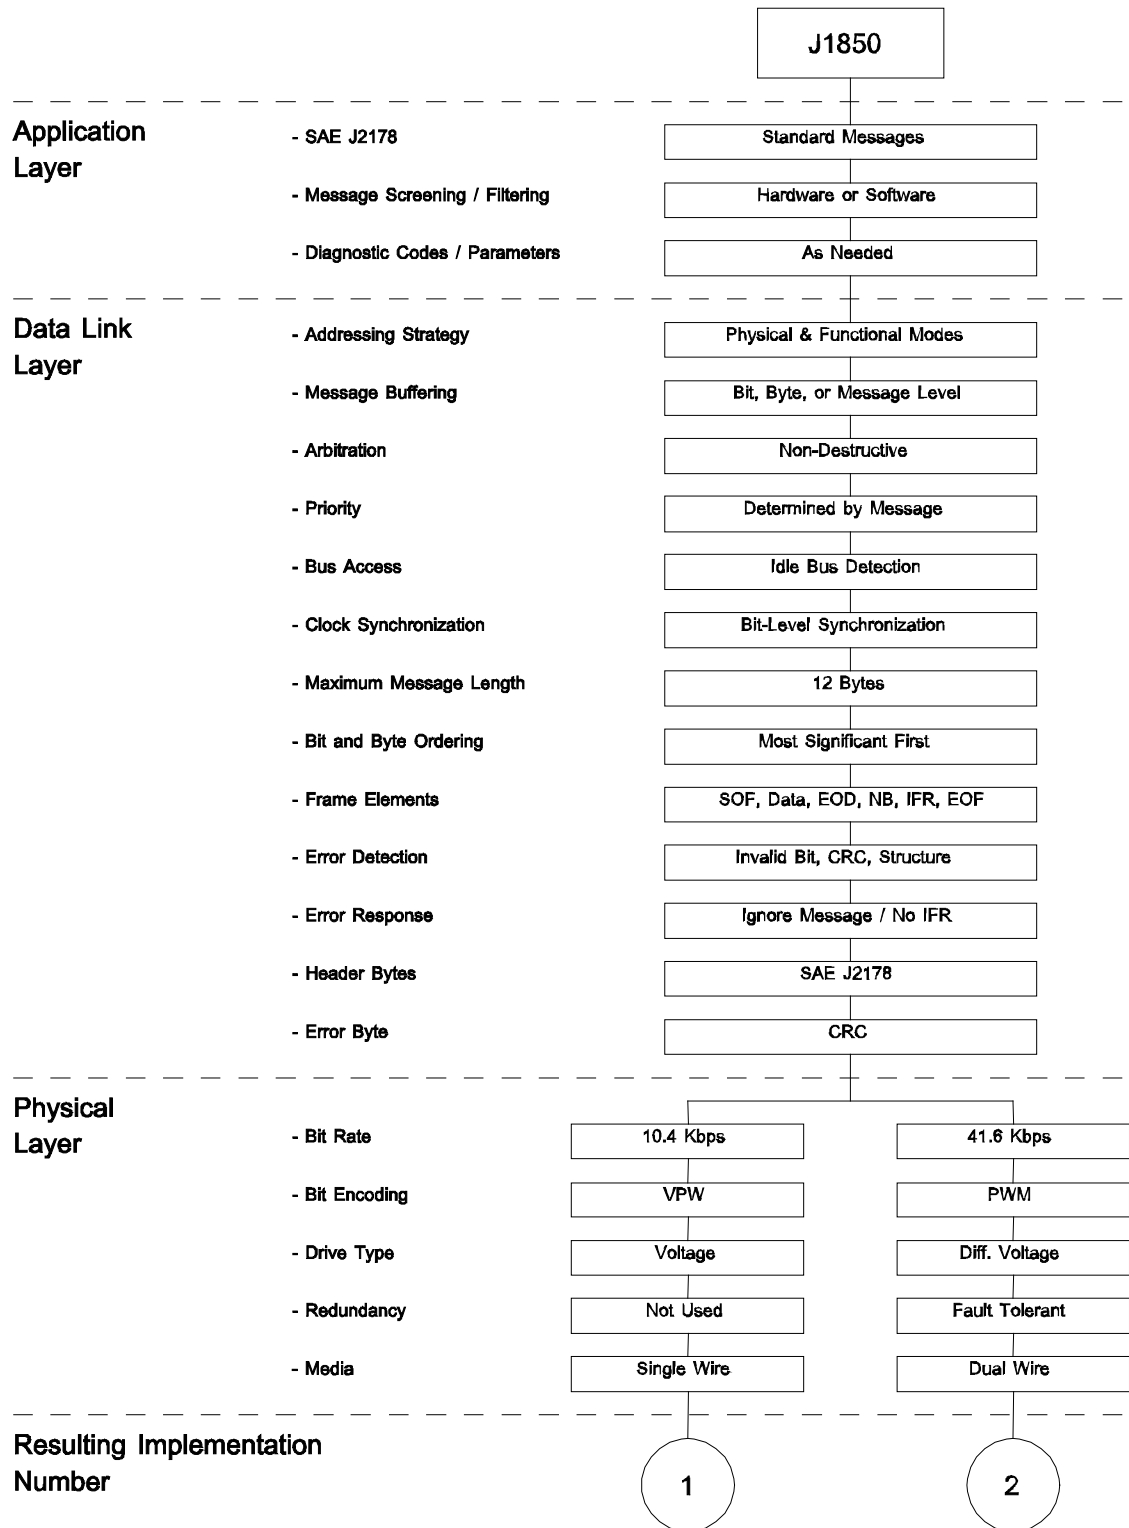 J1850
Application
Layer
- SAE J2178
Standard Messages
- Message Screening / Filtering
Hardware or Software
- Diagnostic Codes / Parameters
As Needed
Data Link
Layer
- Addressing Strategy
Physical & Functional Modes
- Message Buffering
Bit, Byte, or Message Level
- Arbitration
Non-Destructive
- Priority
Determined by Message
- Bus Access
Idle Bus Detection
- Clock Synchronization
Bit-Level Synchronization
- Maximum Message Length
12 Bytes
- Bit and Byte Ordering
Most Significant First
- Frame Elements
SOF, Data, EOD, NB, IFR, EOF
- Error Detection
Invalid Bit, CRC, Structure
- Error Response
Ignore Message / No IFR
- Header Bytes
SAE J2178
- Error Byte
CRC
Physical
Layer
- Bit Rate
10.4 Kbps
41.6 Kbps
- Bit Encoding
VPW
PWM
- Drive Type
Voltage
Diff. Voltage
- Redundancy
Not Used
Fault Tolerant
- Media
Single Wire
Dual Wire
Resulting Implementation
Number
1
2